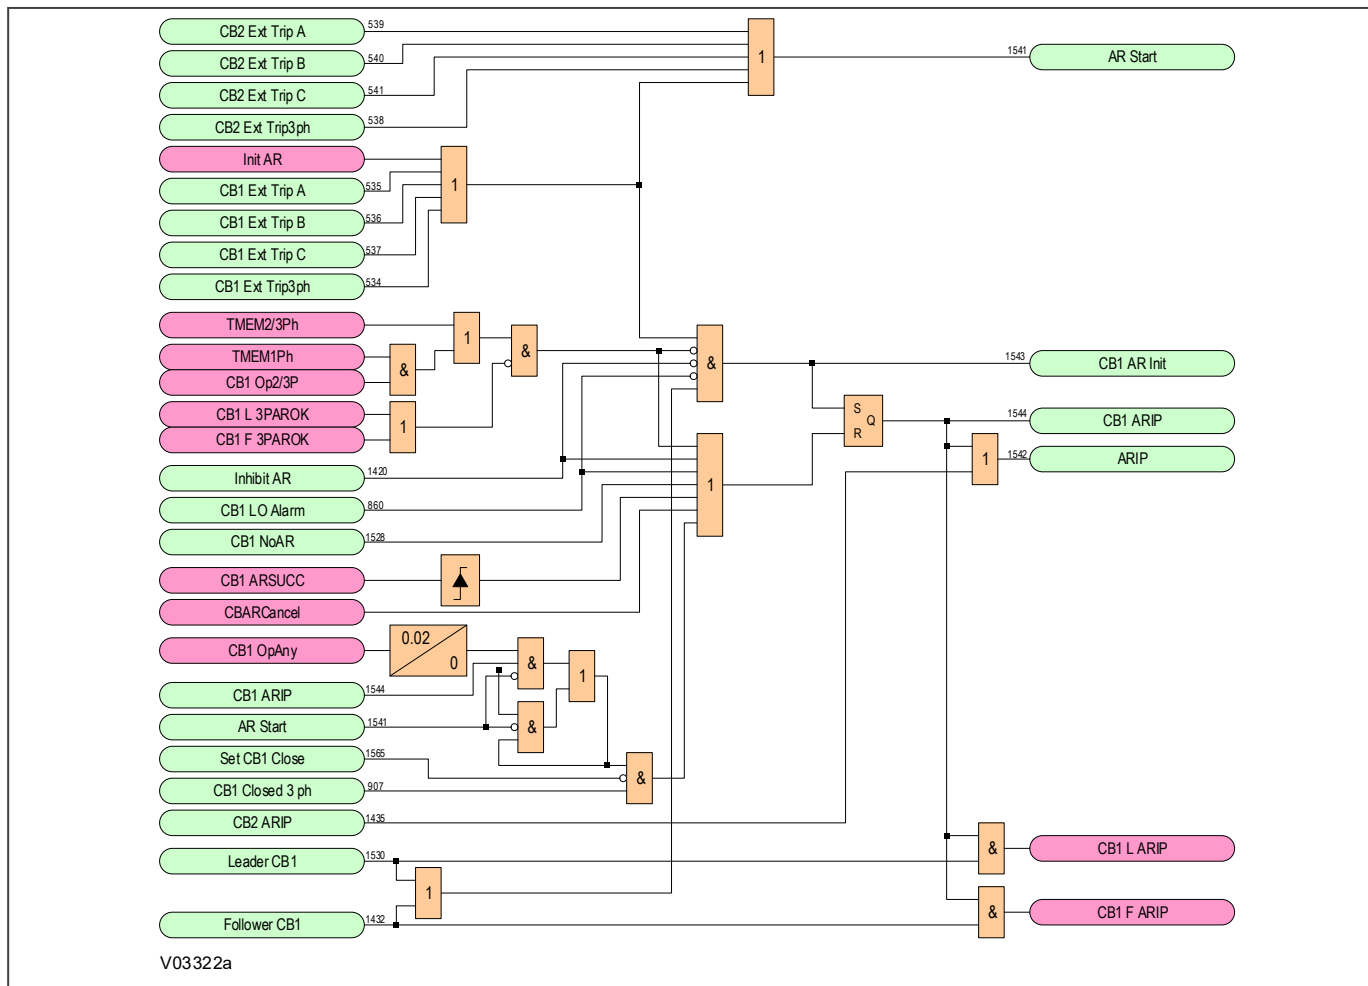 CB2 Ext Trip A 539
CB2 Ext Trip B 540
CB2 Ext Trip C 541
CB2 Ext Trip3ph 538
1
1541 AR Start
Init AR
CB1 Ext Trip A 535
CB1 Ext Trip B 536
CB1 Ext Trip C 537
CB1 Ext Trip3ph 534
1
TMEM2/3Ph
TMEM1Ph
CB1 Op2/3P
CB1 L 3PAROK
CB1 F 3PAROK
1
&
&
1
&
1543 CB1 AR Init
S
Q
R
1544 CB1 ARIP
1
1542 ARIP
Inhibit AR 1420
CB1 LO Alarm 860
CB1 NoAR 1528
1
CB1 ARSUCC
CBARCancel
CB1 OpAny
0.02
0
CB1 ARIP 1544
AR Start 1541
Set CB1 Close 1565
CB1 Closed 3 ph 907
&
1
&
&
CB2 ARIP 1435
Leader CB1 1530
1
Follower CB1 1432
&
CB1 L ARIP
&
CB1 F ARIP
V03322a